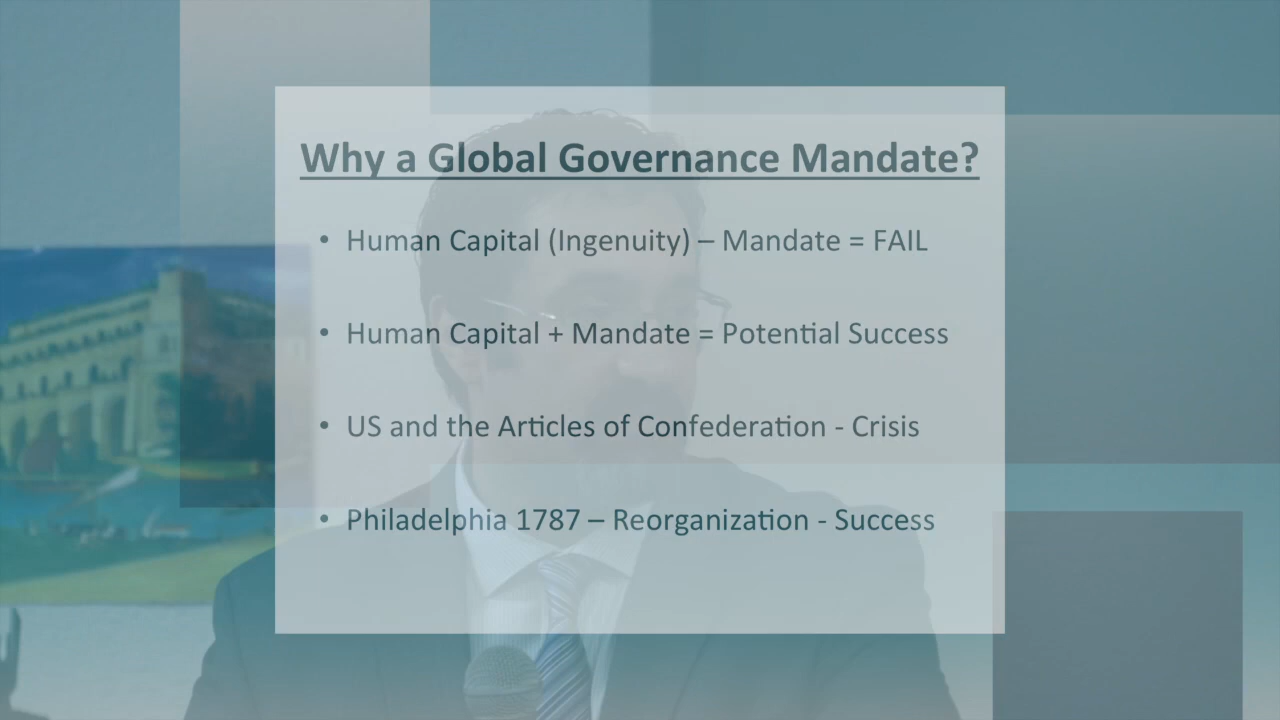 Why a Global Governance Mandate?
• Human Capital (Ingenuity) – Mandate = FAIL
• Human Capital + Mandate = Potential Success
• US and the Articles of Confederation - Crisis
• Philadelphia 1787 – Reorganization - Success